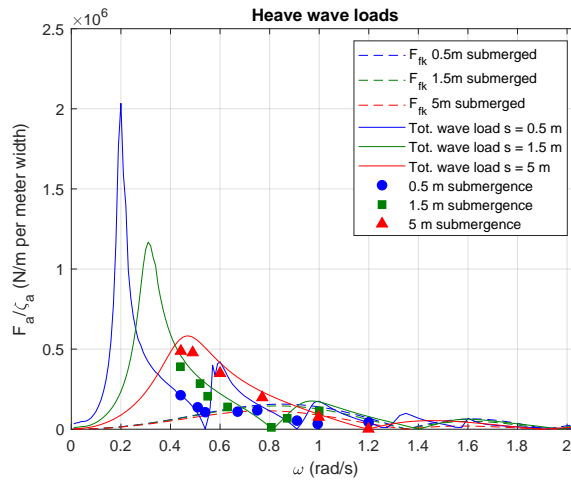 Heave wave loads
×10⁶
2.5
2
1.5
1
0.5
0
0 0.2 0.4 0.6 0.8 1 1.2 1.4 1.6 1.8 2
F_a/ζ_a (N/m per meter width)
ω (rad/s)
F_fk 0.5m submerged
F_fk 1.5m submerged
F_fk 5m submerged
Tot. wave load s = 0.5 m
Tot. wave load s = 1.5 m
Tot. wave load s = 5 m
0.5 m submergence
1.5 m submergence
5 m submergence